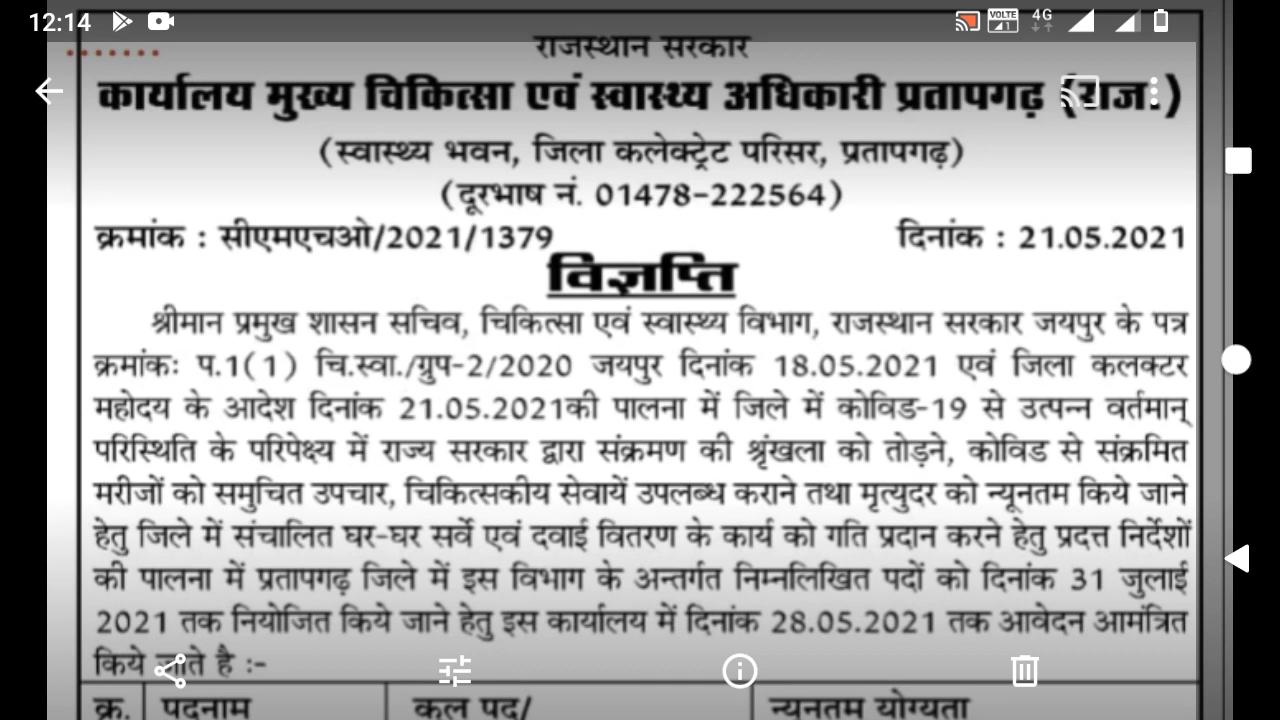 12:14
VOLTE 1 4G
राजस्थान सरकार
कार्यालय मुख्य चिकित्सा एवं स्वास्थ्य अधिकारी प्रतापगढ़ (राज.)
(स्वास्थ्य भवन, जिला कलेक्ट्रेट परिसर, प्रतापगढ़)
(दूरभाष नं. 01478-222564)
क्रमांक : सीएमएचओ/2021/1379 दिनांक : 21.05.2021
विज्ञप्ति
श्रीमान प्रमुख शासन सचिव, चिकित्सा एवं स्वास्थ्य विभाग, राजस्थान सरकार जयपुर के पत्र
क्रमांकः प.1(1) चि.स्वा./ग्रुप-2/2020 जयपुर दिनांक 18.05.2021 एवं जिला कलक्टर
महोदय के आदेश दिनांक 21.05.2021की पालना में जिले में कोविड-19 से उत्पन्न वर्तमान्
परिस्थिति के परिपेक्ष्य में राज्य सरकार द्वारा संक्रमण की श्रृंखला को तोड़ने, कोविड से संक्रमित
मरीजों को समुचित उपचार, चिकित्सकीय सेवायें उपलब्ध कराने तथा मृत्युदर को न्यूनतम किये जाने
हेतु जिले में संचालित घर-घर सर्वे एवं दवाई वितरण के कार्य को गति प्रदान करने हेतु प्रदत्त निर्देशों
की पालना में प्रतापगढ़ जिले में इस विभाग के अन्तर्गत निम्नलिखित पदों को दिनांक 31 जुलाई
2021 तक नियोजित किये जाने हेतु इस कार्यालय में दिनांक 28.05.2021 तक आवेदन आमंत्रित
किये जाते है :-
क्र. पदनाम कुल पद/ न्यूनतम योग्यता